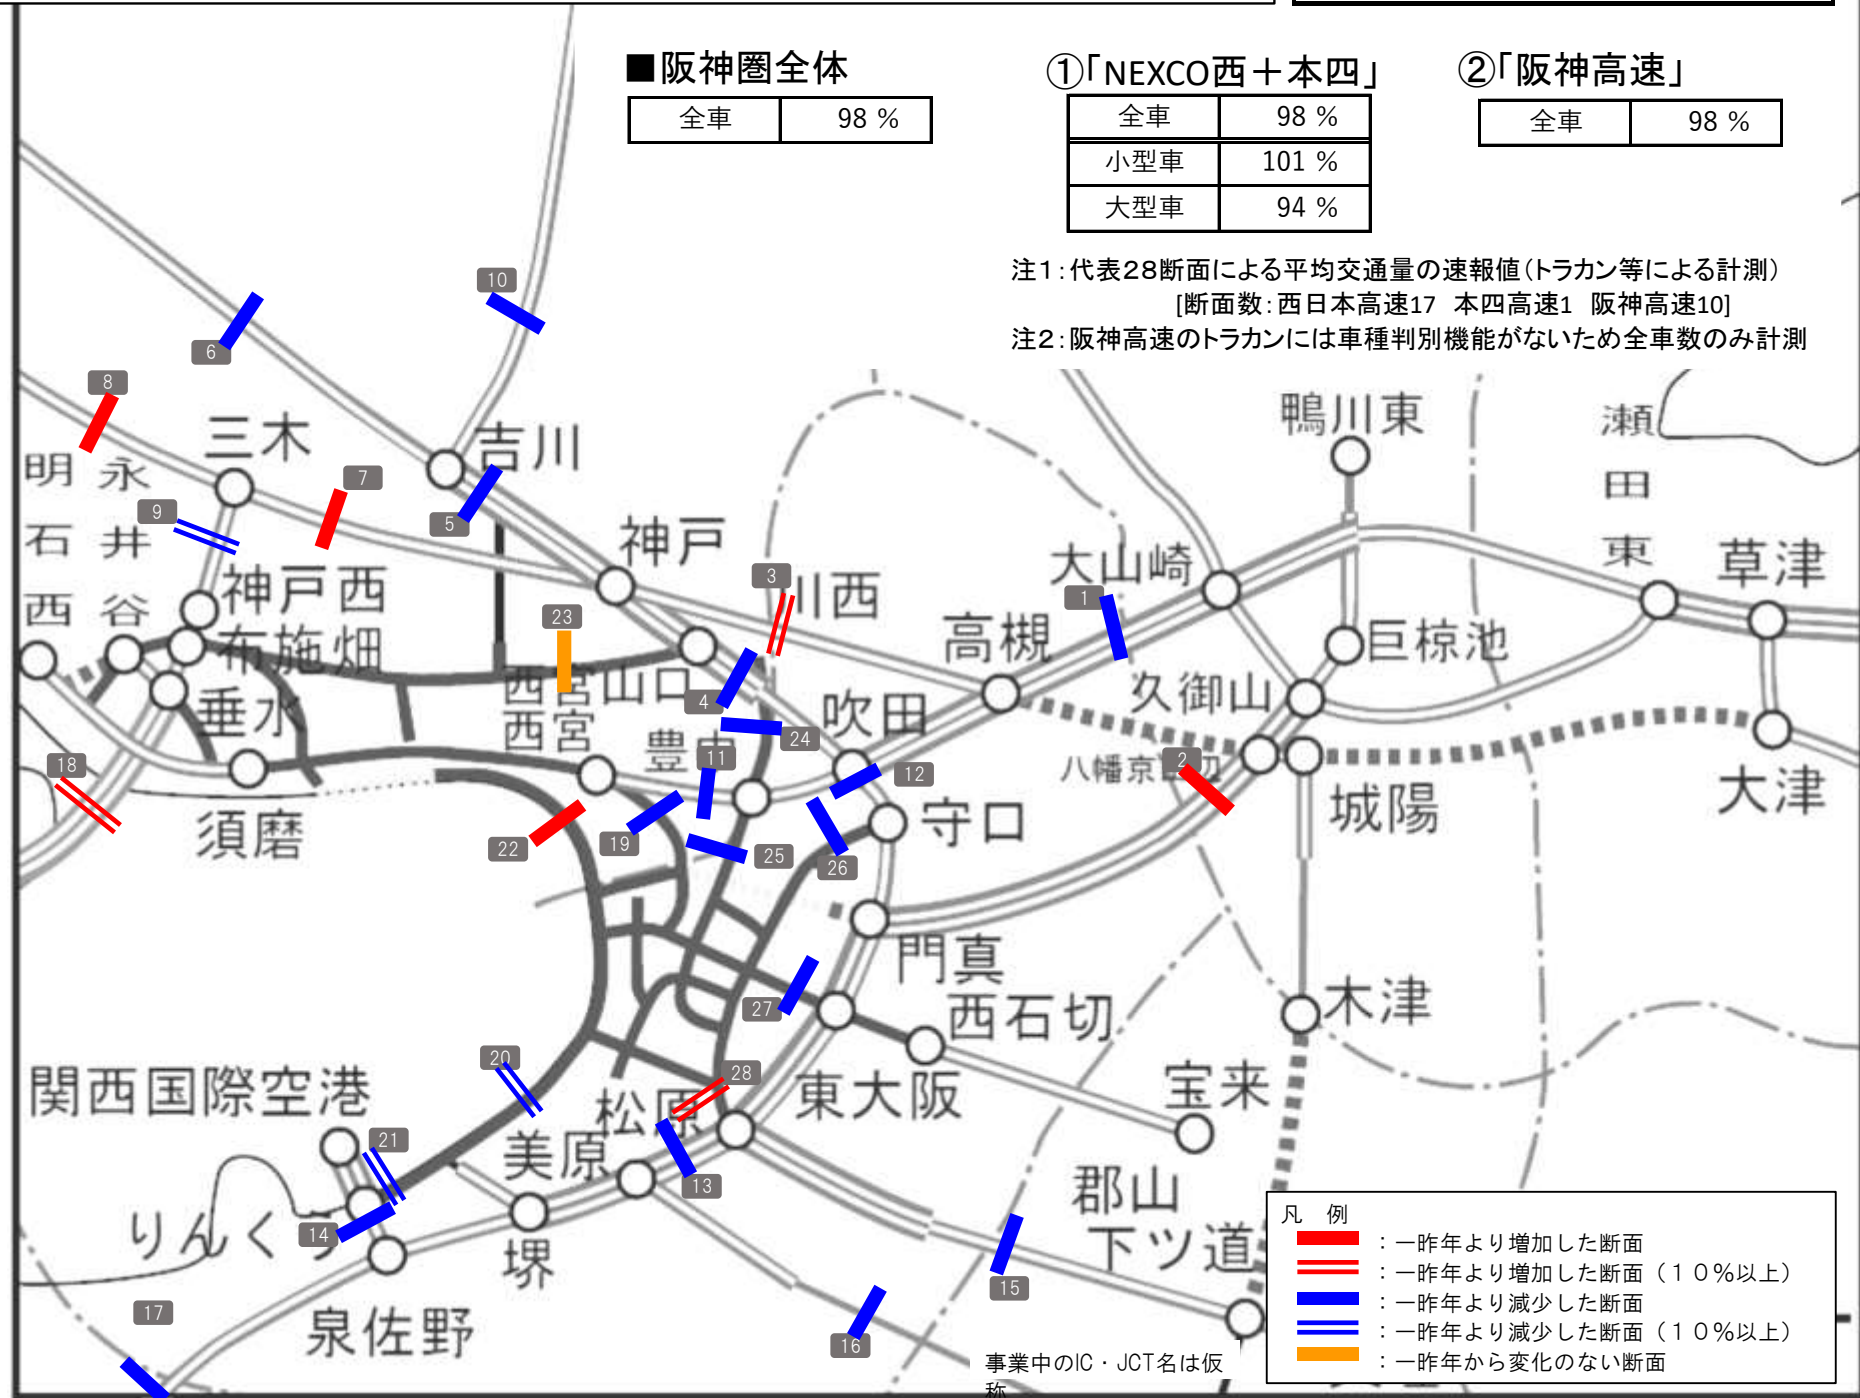 ■阪神圏全体
全車 98 %
①「NEXCO西＋本四」
全車 98 %
小型車 101 %
大型車 94 %
②「阪神高速」
全車 98 %
注１：代表２８断面による平均交通量の速報値（トラカン等による計測）
[断面数：西日本高速17 本四高速1 阪神高速10]
注２：阪神高速のトラカンには車種判別機能がないため全車数のみ計測
10
6
8
三木
吉川
鴨川東
瀬田東
明石西
永井谷
7
9
5
神戸
3
川西
大山崎
1
草津
神戸西
布施畑
23
高槻
巨椋池
西宮山口
4
久御山
垂水
西宮
豊中
24
吹田
18
11
12
八幡京田辺
2
大津
須磨
22
19
25
26
守口
城陽
門真
27
西石切
木津
関西国際空港
20
松原
28
東大阪
宝来
21
美原
13
郡山
下ツ道
りんくう
14
堺
15
17
泉佐野
16
事業中のIC・JCT名は仮
称
凡 例
：一昨年より増加した断面
：一昨年より増加した断面（１０％以上）
：一昨年より減少した断面
：一昨年より減少した断面（１０％以上）
：一昨年から変化のない断面